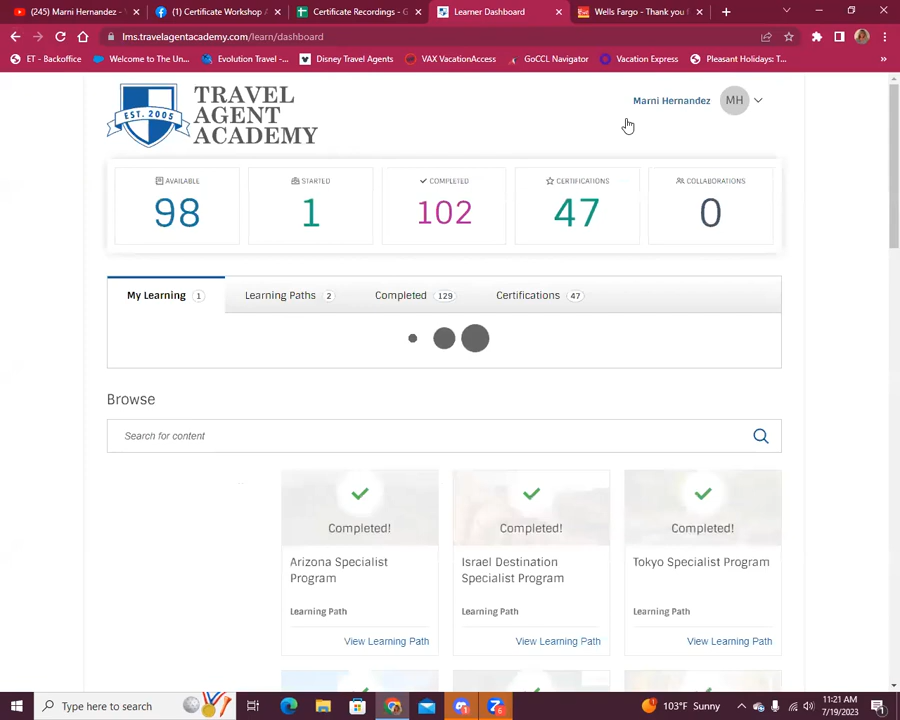 (245) Marni Hernandez:
(1) Certificate Workshop A
Certificate Recordings - G
Learner Dashboard
Wells Fargo - Thank you f
lms.travelagentacademy.com/learn/dashboard
ET - Backoffice
Welcome to The Un...
Evolution Travel -...
Disney Travel Agents
VAX VacationAccess
GoCCL Navigator
Vacation Express
Pleasant Holidays: T...
EST. 2005
TRAVEL
AGENT
ACADEMY
Marni Hernandez
MH
AVAILABLE
98
STARTED
1
COMPLETED
102
CERTIFICATIONS
47
COLLABORATIONS
0
My Learning 1
Learning Paths 2
Completed 129
Certifications 47
Browse
Search for content
Completed!
Arizona Specialist
Program
Learning Path
View Learning Path
Completed!
Israel Destination
Specialist Program
Learning Path
View Learning Path
Completed!
Tokyo Specialist Program
Learning Path
View Learning Path
Type here to search
103°F Sunny
11:21 AM
7/19/2023